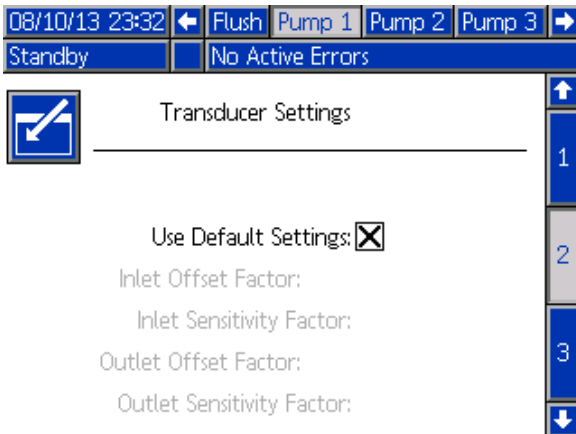 08/10/13 23:32 Flush Pump 1 Pump 2 Pump 3
Standby No Active Errors
Transducer Settings
1
Use Default Settings:
2
Inlet Offset Factor:
Inlet Sensitivity Factor:
3
Outlet Offset Factor:
Outlet Sensitivity Factor: